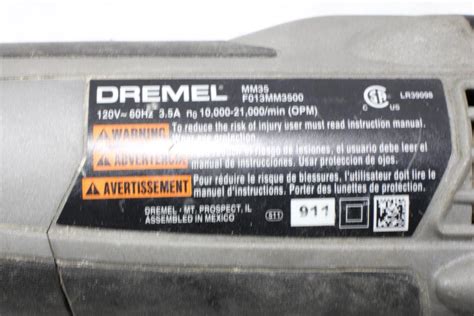 DREMEL MM35
F013MM3500
120V~ 60Hz 3.5A n0 10,000-21,000/min (OPM)
C US
LR39098
WARNING To reduce the risk of injury user must read instruction manual.
ADVERTENCIA el usuario debe leer el
manual de instrucciones. Usar proteccion de ojos.
AVERTISSEMENT Pour réduire le risque de blessures, l'utilisateur doit lire
le manuel d'instructions. Porter des lunettes de protection.
DREMEL · MT. PROSPECT, IL
ASSEMBLED IN MEXICO
911